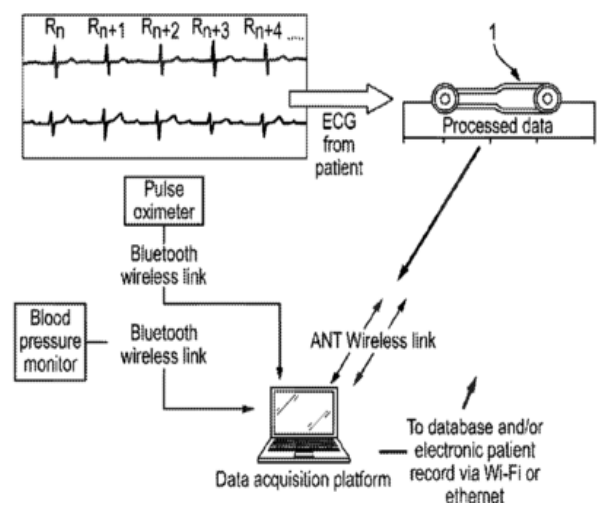 Rn Rn+1 Rn+2 Rn+3 Rn+4 .....
1
ECG
from
patient
Processed data
Pulse
oximeter
Bluetooth
wireless link
Blood
pressure
monitor
Bluetooth
wireless link
ANT Wireless link
Data acquisition platform
To database and/or
electronic patient
record via Wi-Fi or
ethernet